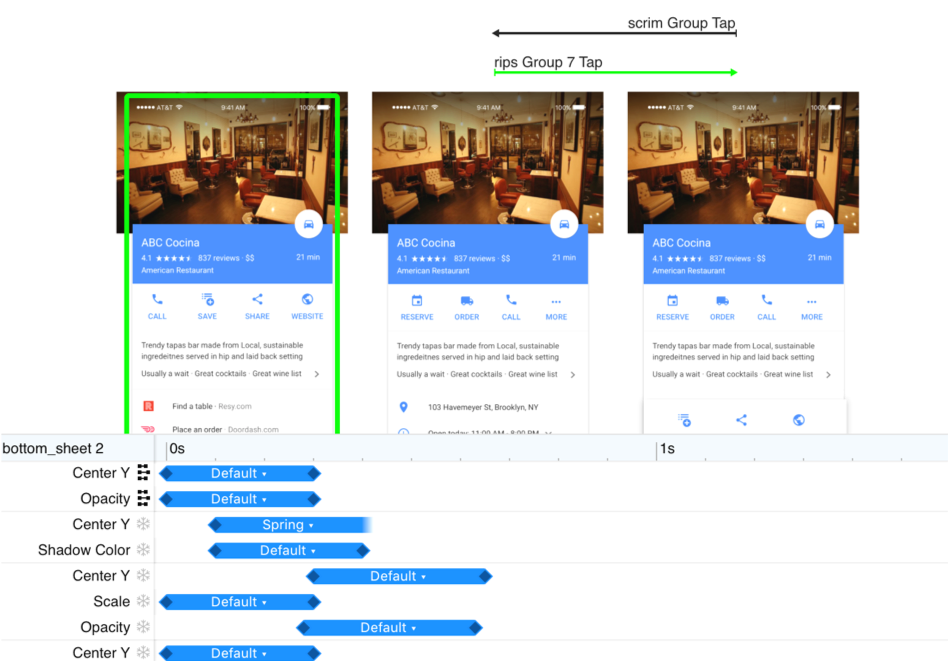 scrim Group Tap
rips Group 7 Tap
AT&T 9:41 AM 100%
ABC Cocina
4.1 ★★★★★ 837 reviews · $$ 21 min
American Restaurant
CALL SAVE SHARE WEBSITE
Trendy tapas bar made from Local, sustainable
ingredeitnes served in hip and laid back setting
Usually a wait · Great cocktails · Great wine list
Find a table · Resy.com
Place an order · Doordash.com
AT&T 9:41 AM 100%
ABC Cocina
4.1 ★★★★★ 837 reviews · $$ 21 min
American Restaurant
RESERVE ORDER CALL MORE
Trendy tapas bar made from Local, sustainable
ingredeitnes served in hip and laid back setting
Usually a wait · Great cocktails · Great wine list
103 Havemeyer St, Brooklyn, NY
Open today: 11:00 AM - 8:00 PM
AT&T 9:41 AM 100%
ABC Cocina
4.1 ★★★★★ 837 reviews · $$ 21 min
American Restaurant
RESERVE ORDER CALL MORE
Trendy tapas bar made from Local, sustainable
ingredeitnes served in hip and laid back setting
Usually a wait · Great cocktails · Great wine list
bottom_sheet 2 0s 1s
Center Y Default
Opacity Default
Center Y Spring
Shadow Color Default
Center Y Default
Scale Default
Opacity Default
Center Y Default